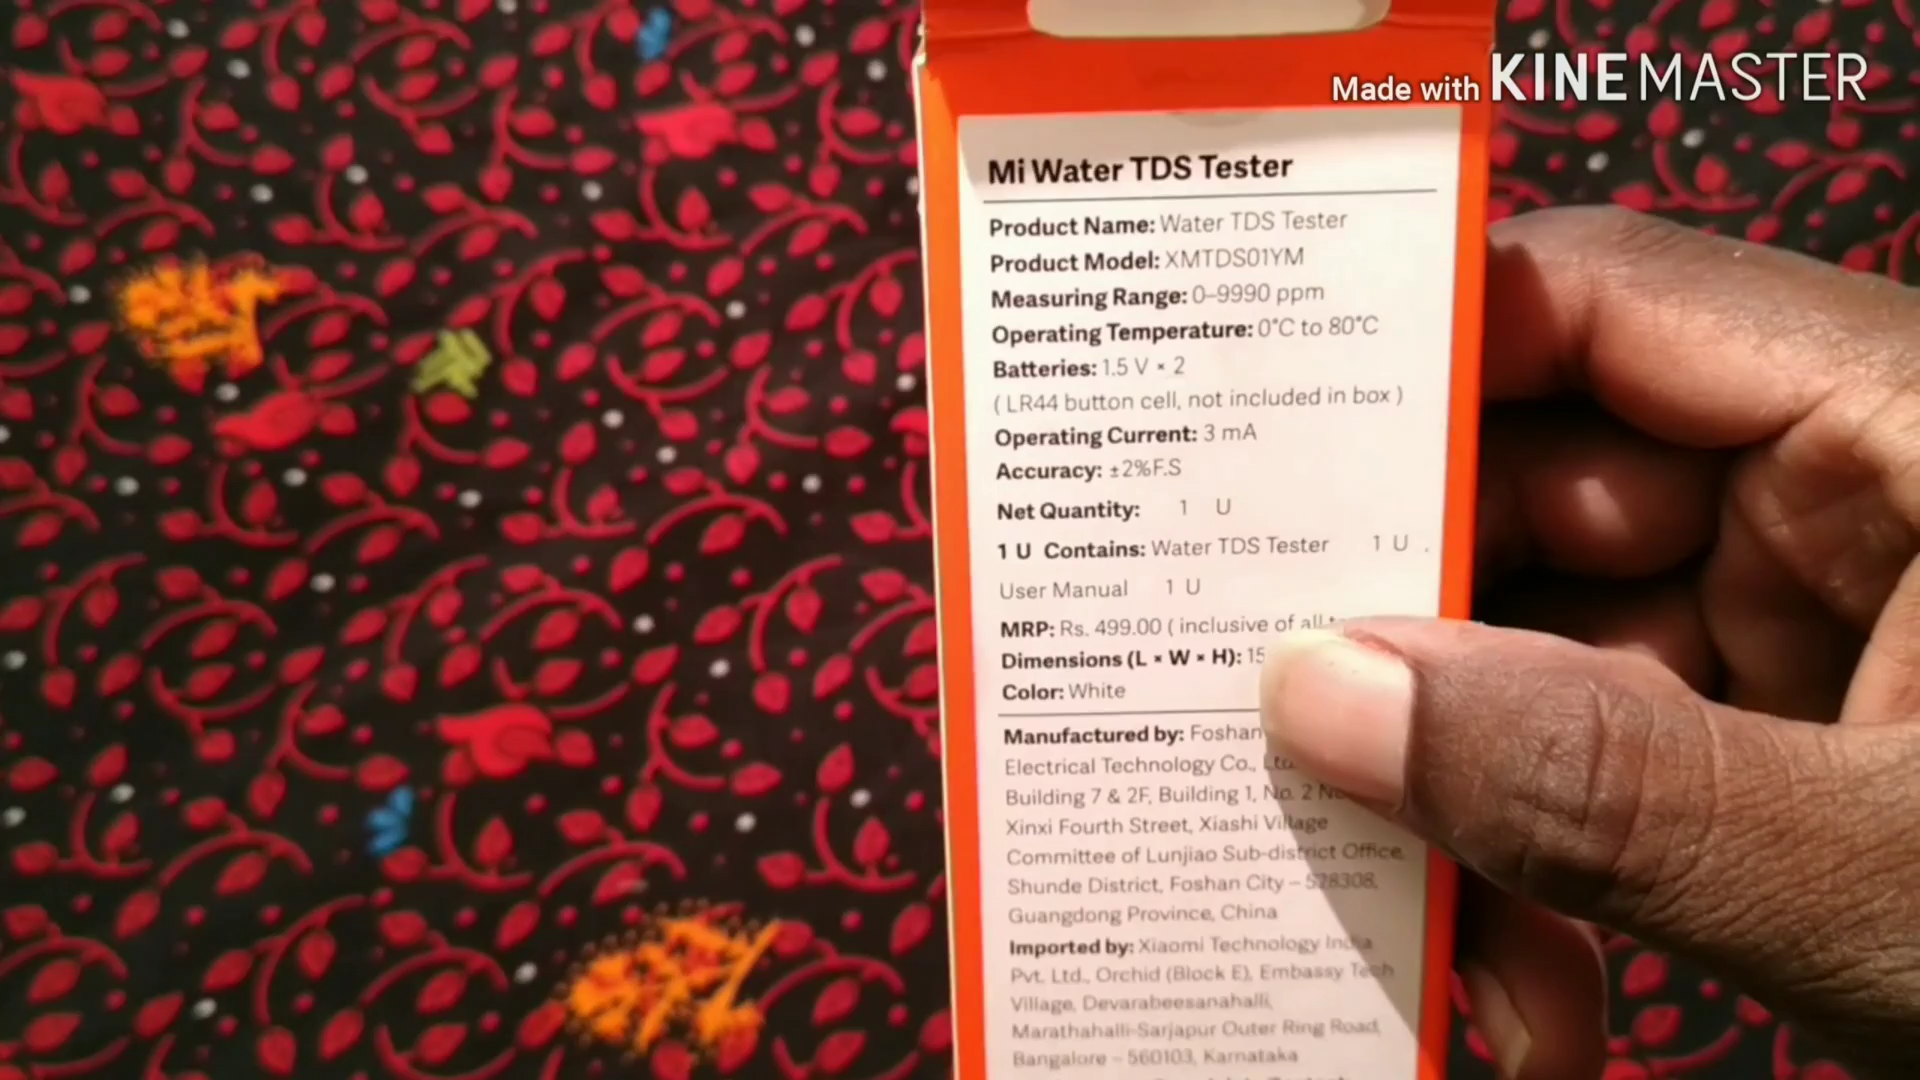 Made with KINEMASTER
Mi Water TDS Tester
Product Name: Water TDS Tester
Product Model: XMTDS01YM
Measuring Range: 0–9990 ppm
Operating Temperature: 0°C to 80°C
Batteries: 1.5 V × 2
( LR44 button cell, not included in box )
Operating Current: 3 mA
Accuracy: ±2%F.S
Net Quantity: 1 U
1 U Contains: Water TDS Tester 1 U .
User Manual 1 U
MRP: Rs. 499.00 ( inclusive of all
Dimensions (L × W × H): 15
Color: White
Manufactured by: Foshan
Electrical Technology Co., Ltd.
Building 7 & 2F, Building 1, No. 2
Xinxi Fourth Street, Xiashi Village
Committee of Lunjiao Sub-district Office,
Shunde District, Foshan City – 528308,
Guangdong Province, China
Imported by: Xiaomi Technology India
Pvt. Ltd., Orchid (Block E), Embassy Tech
Village, Devarabeesanahalli,
Marathahalli-Sarjapur Outer Ring Road,
Bangalore – 560103, Karnataka